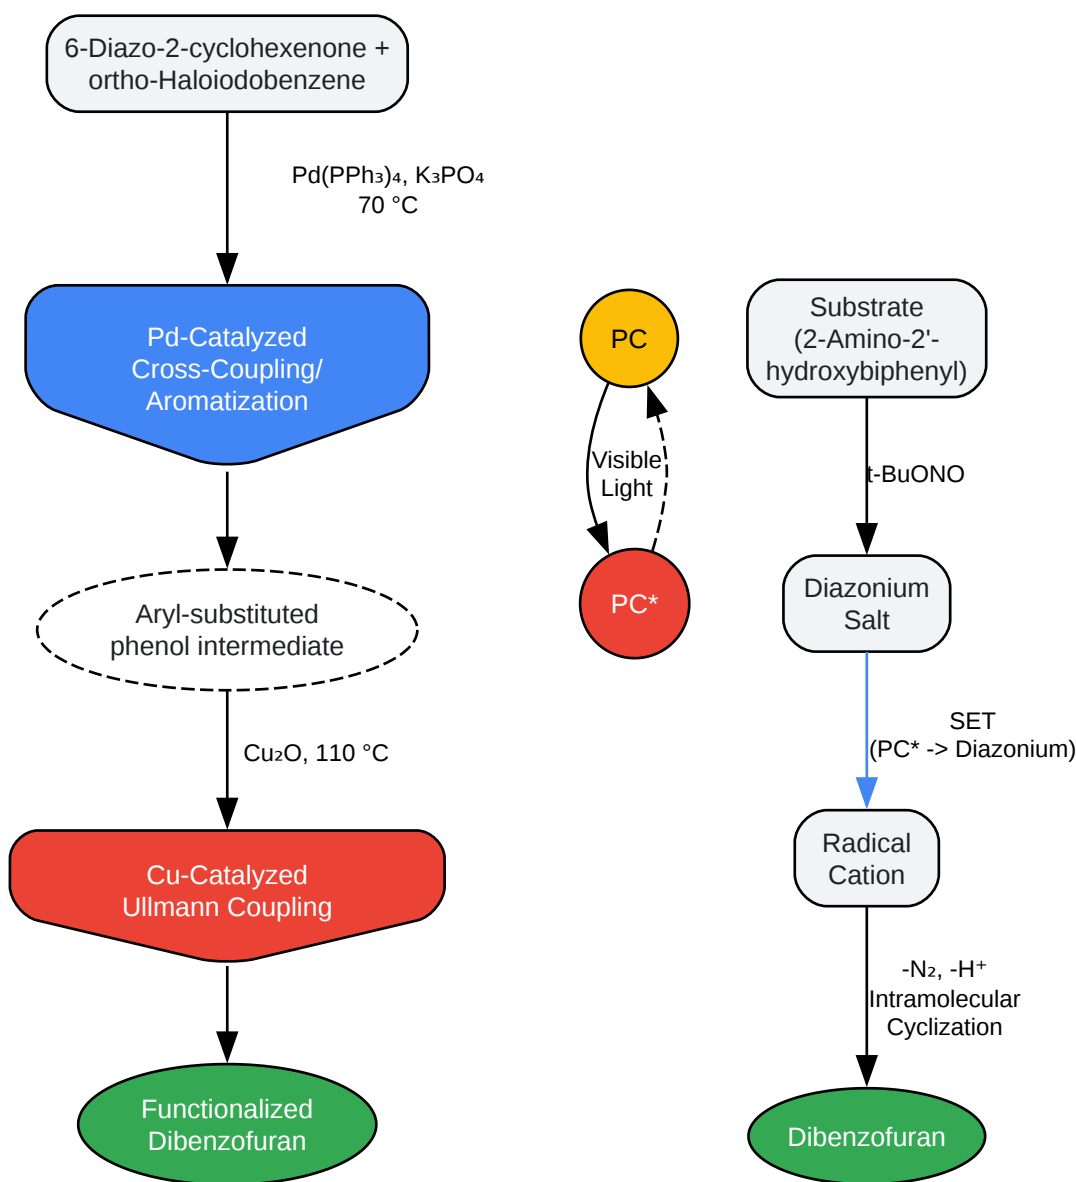 6-Diazo-2-cyclohexenone +
ortho-Haloiodobenzene
Pd(PPh₃)₄, K₃PO₄
70 °C
Pd-Catalyzed
Cross-Coupling/
Aromatization
Aryl-substituted
phenol intermediate
Cu₂O, 110 °C
Cu-Catalyzed
Ullmann Coupling
Functionalized
Dibenzofuran
PC
Visible
Light
PC*
Substrate
(2-Amino-2'-
hydroxybiphenyl)
t-BuONO
Diazonium
Salt
SET
(PC* -> Diazonium)
Radical
Cation
-N₂, -H⁺
Intramolecular
Cyclization
Dibenzofuran